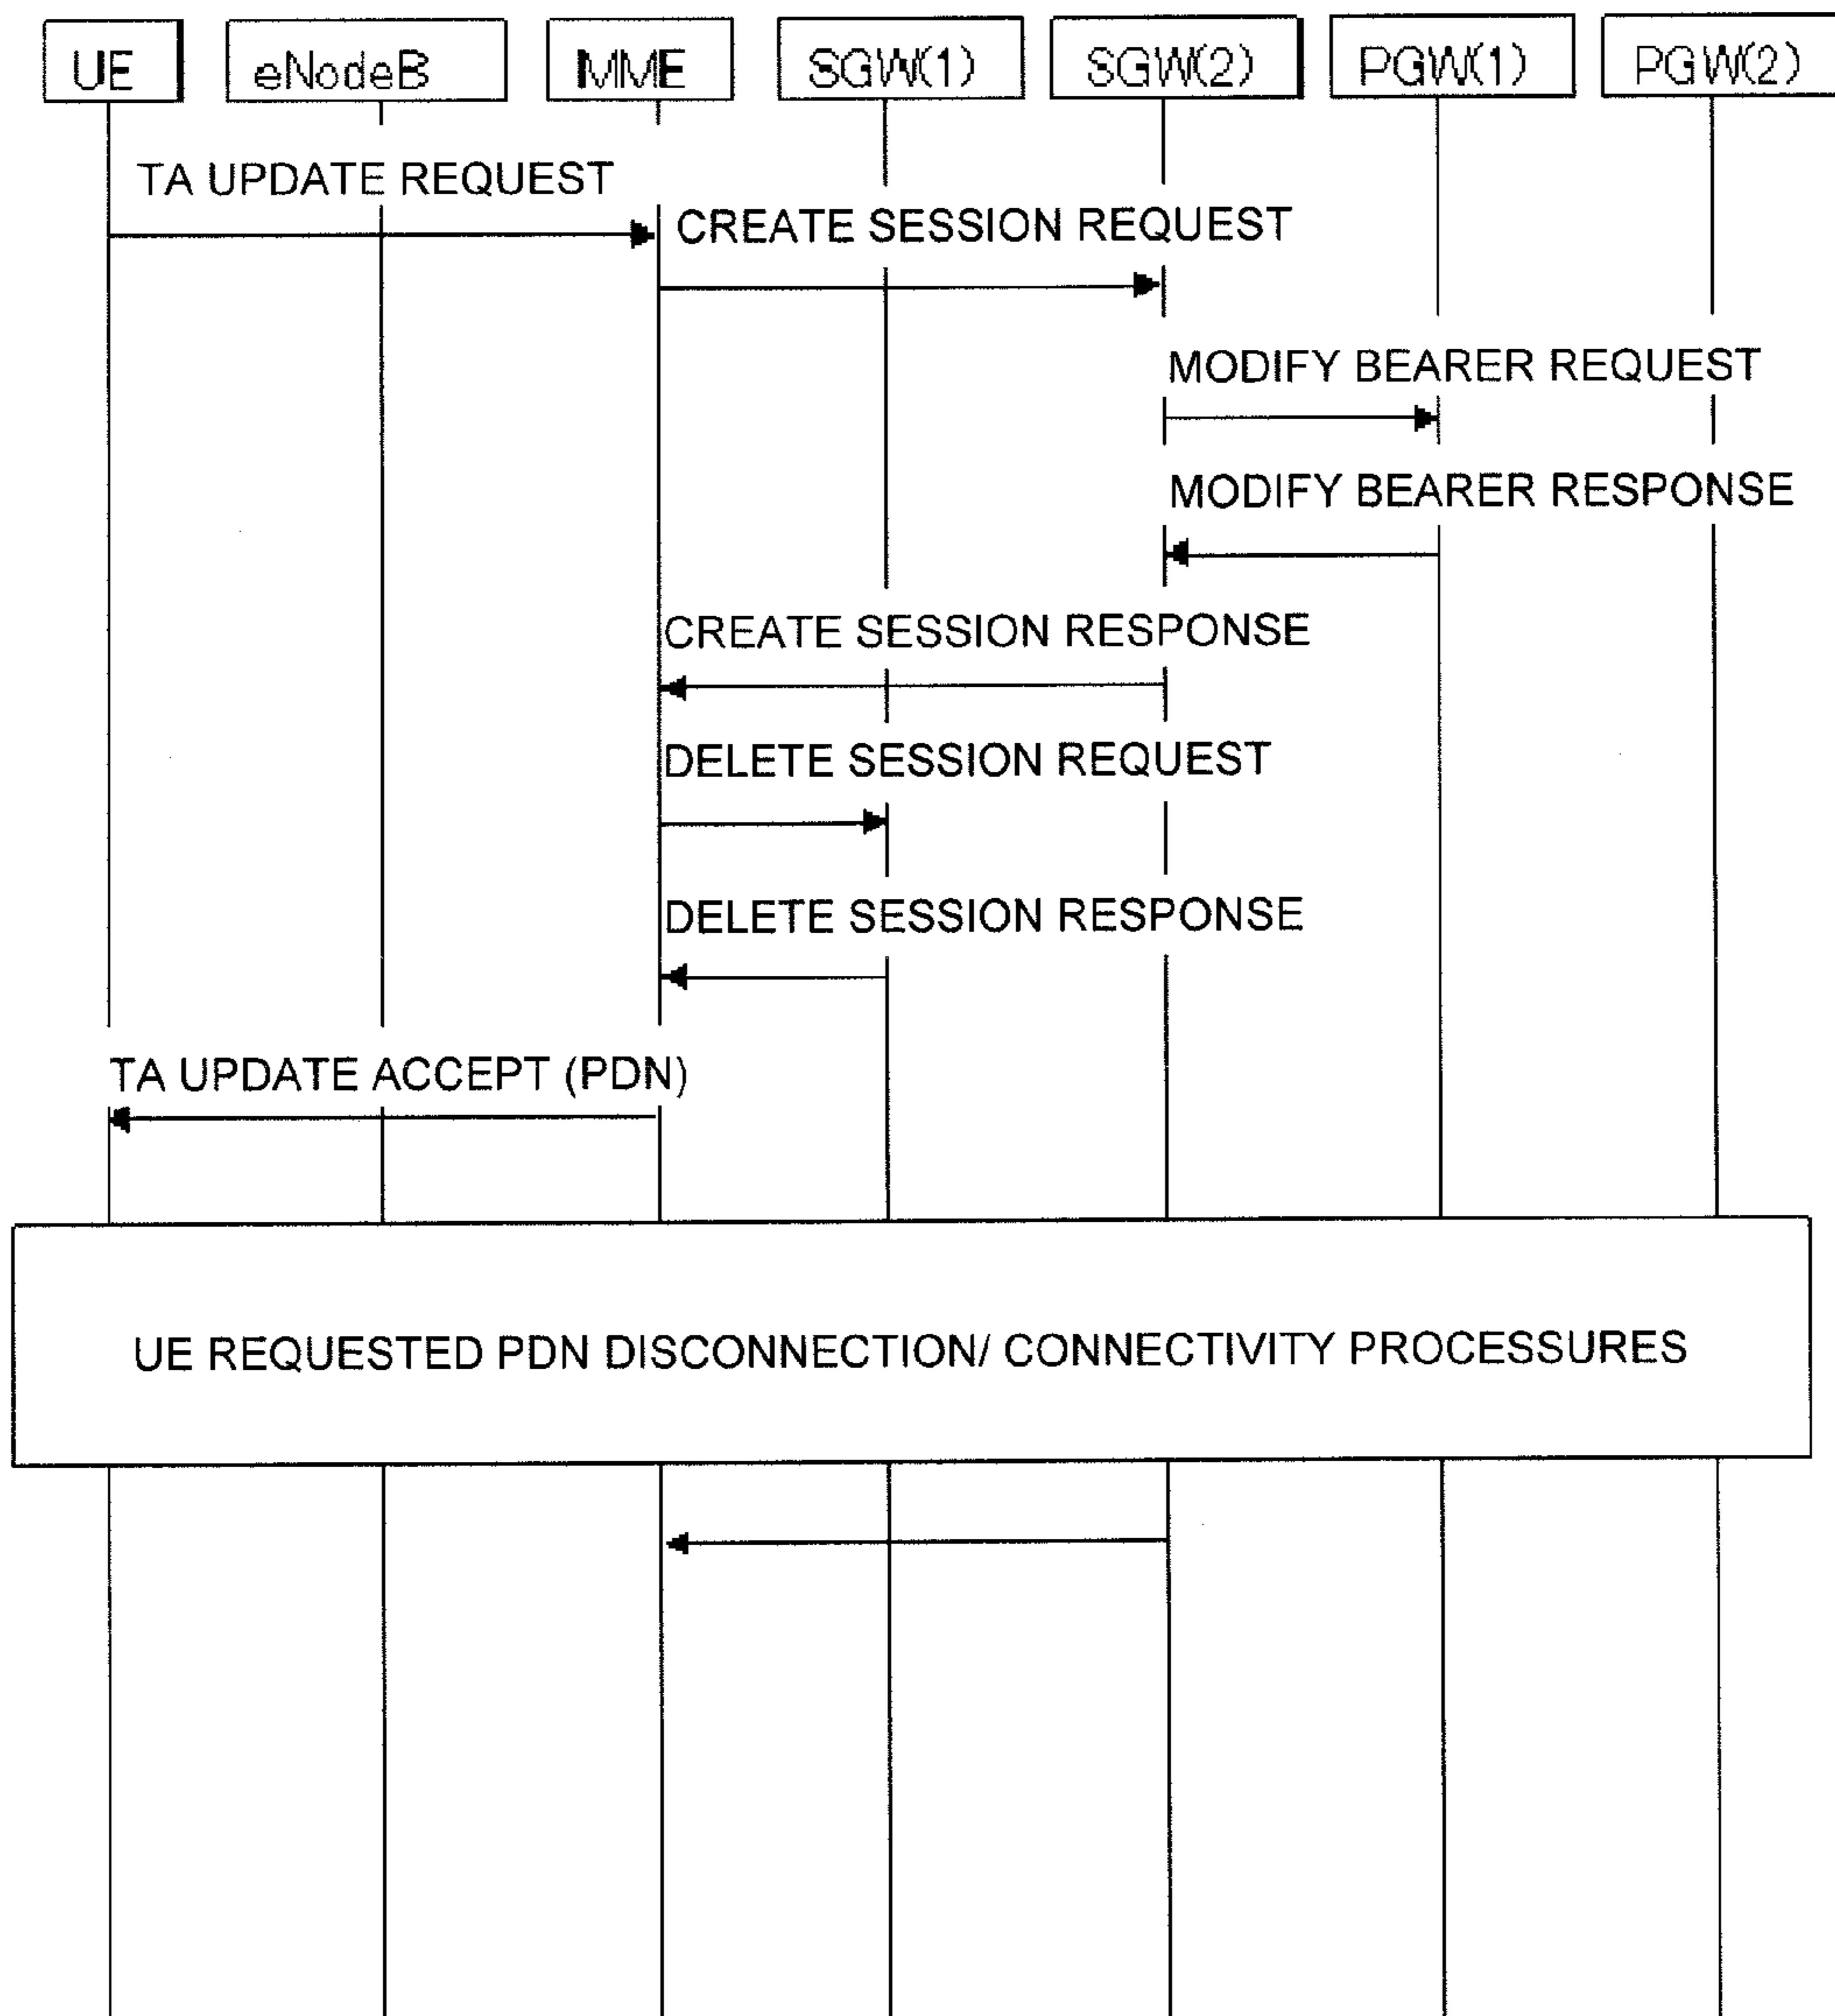 UE eNodeB MME SGW(1) SGW(2) PGW(1) PGW(2)
TA UPDATE REQUEST
CREATE SESSION REQUEST
MODIFY BEARER REQUEST
MODIFY BEARER RESPONSE
CREATE SESSION RESPONSE
DELETE SESSION REQUEST
DELETE SESSION RESPONSE
TA UPDATE ACCEPT (PDN)
UE REQUESTED PDN DISCONNECTION/ CONNECTIVITY PROCESSURES